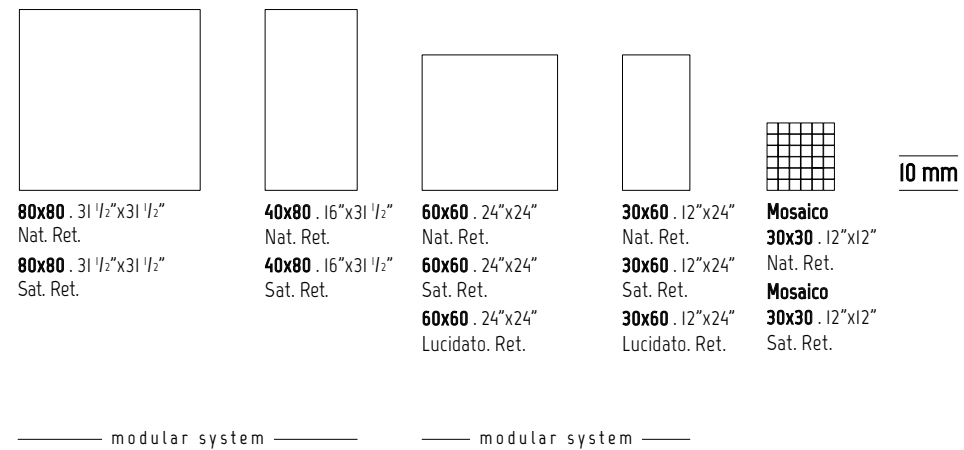 10 mm
80x80 . 31 1/2"x31 1/2"
Nat. Ret.
80x80 . 31 1/2"x31 1/2"
Sat. Ret.
40x80 . 16"x31 1/2"
Nat. Ret.
40x80 . 16"x31 1/2"
Sat. Ret.
60x60 . 24"x24"
Nat. Ret.
60x60 . 24"x24"
Sat. Ret.
60x60 . 24"x24"
Lucidato. Ret.
30x60 . 12"x24"
Nat. Ret.
30x60 . 12"x24"
Sat. Ret.
30x60 . 12"x24"
Lucidato. Ret.
Mosaico
30x30 . 12"x12"
Nat. Ret.
Mosaico
30x30 . 12"x12"
Sat. Ret.
modular system
modular system